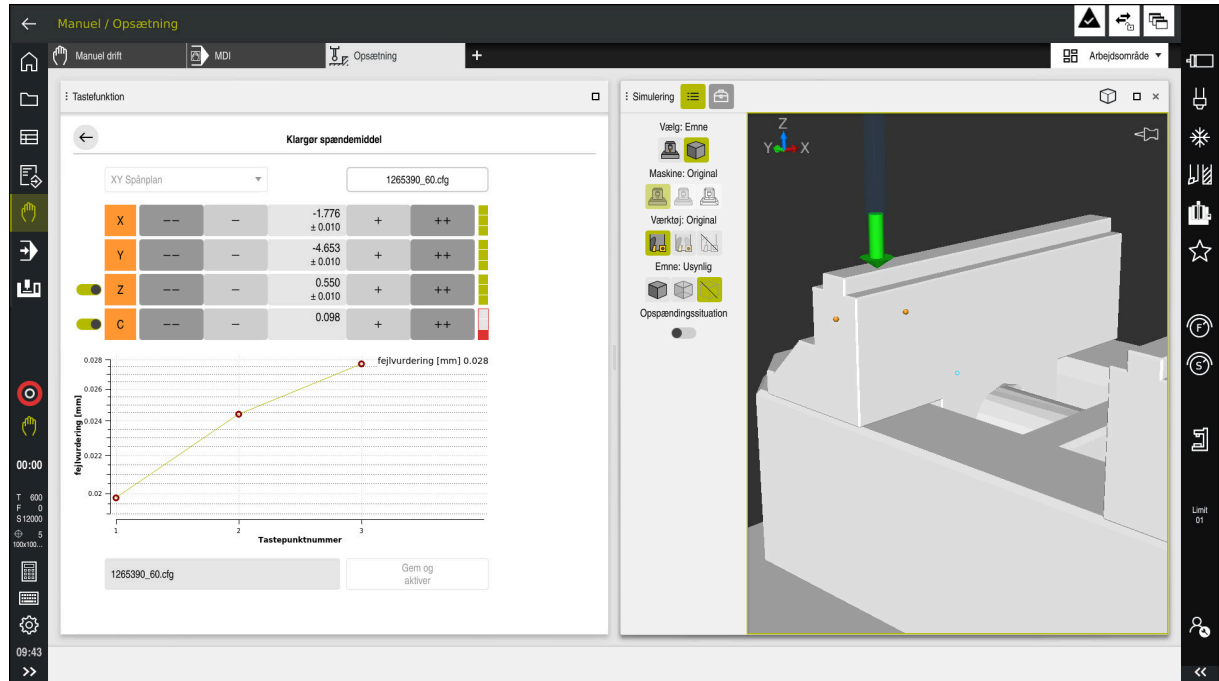 Manuel / Opsætning
Manuel drift
MDI
Opsætning
+
Arbejdsområde
Tastefunktion
Klargør spændemiddel
XY Spånplan
1265390_60.cfg
X
−−
−
-1.776
± 0.010
+
++
Y
−−
−
-4.653
± 0.010
+
++
Z
−−
−
0.550
± 0.010
+
++
C
−−
−
0.098
+
++
fejlvurdering [mm] 0.028
fejlvurdering [mm]
0.028
0.026
0.024
0.022
0.02
1
2
3
Tastepunktnummer
1265390_60.cfg
Gem og
aktiver
Simulering
Vælg: Emne
Maskine: Original
Værktøj: Original
Emne: Usynlig
Opspændingssituation
Z
Y
X
00:00
T 600
F 0
S 12000
5
100x100...
09:43
F
S
Limit
01